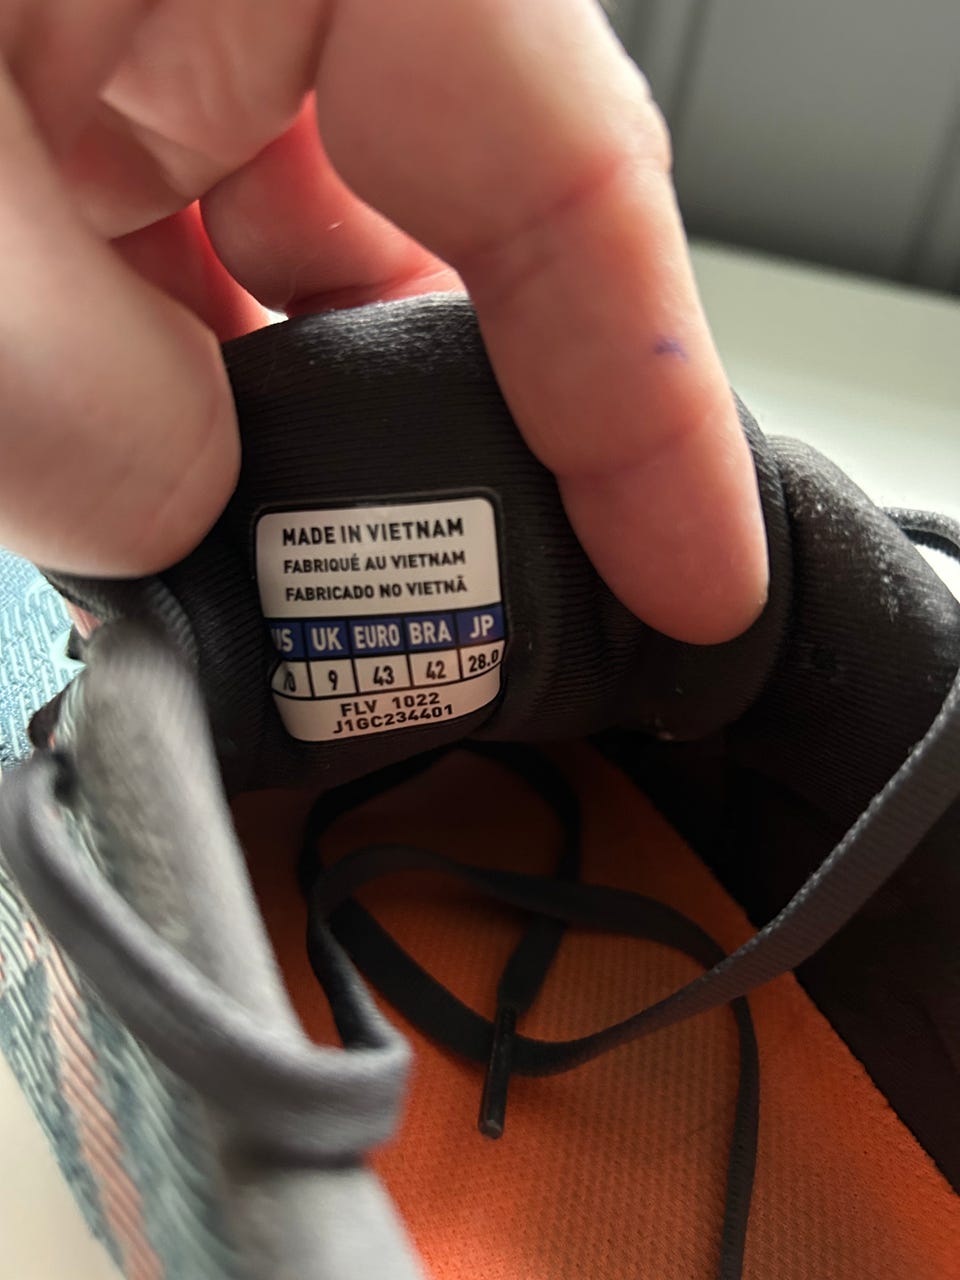 MADE IN VIETNAM
FABRIQUÉ AU VIETNAM
FABRICADO NO VIETNÃ
US UK EURO BRA JP
9 43 42 28.0
FLV 1022
J1GC234401